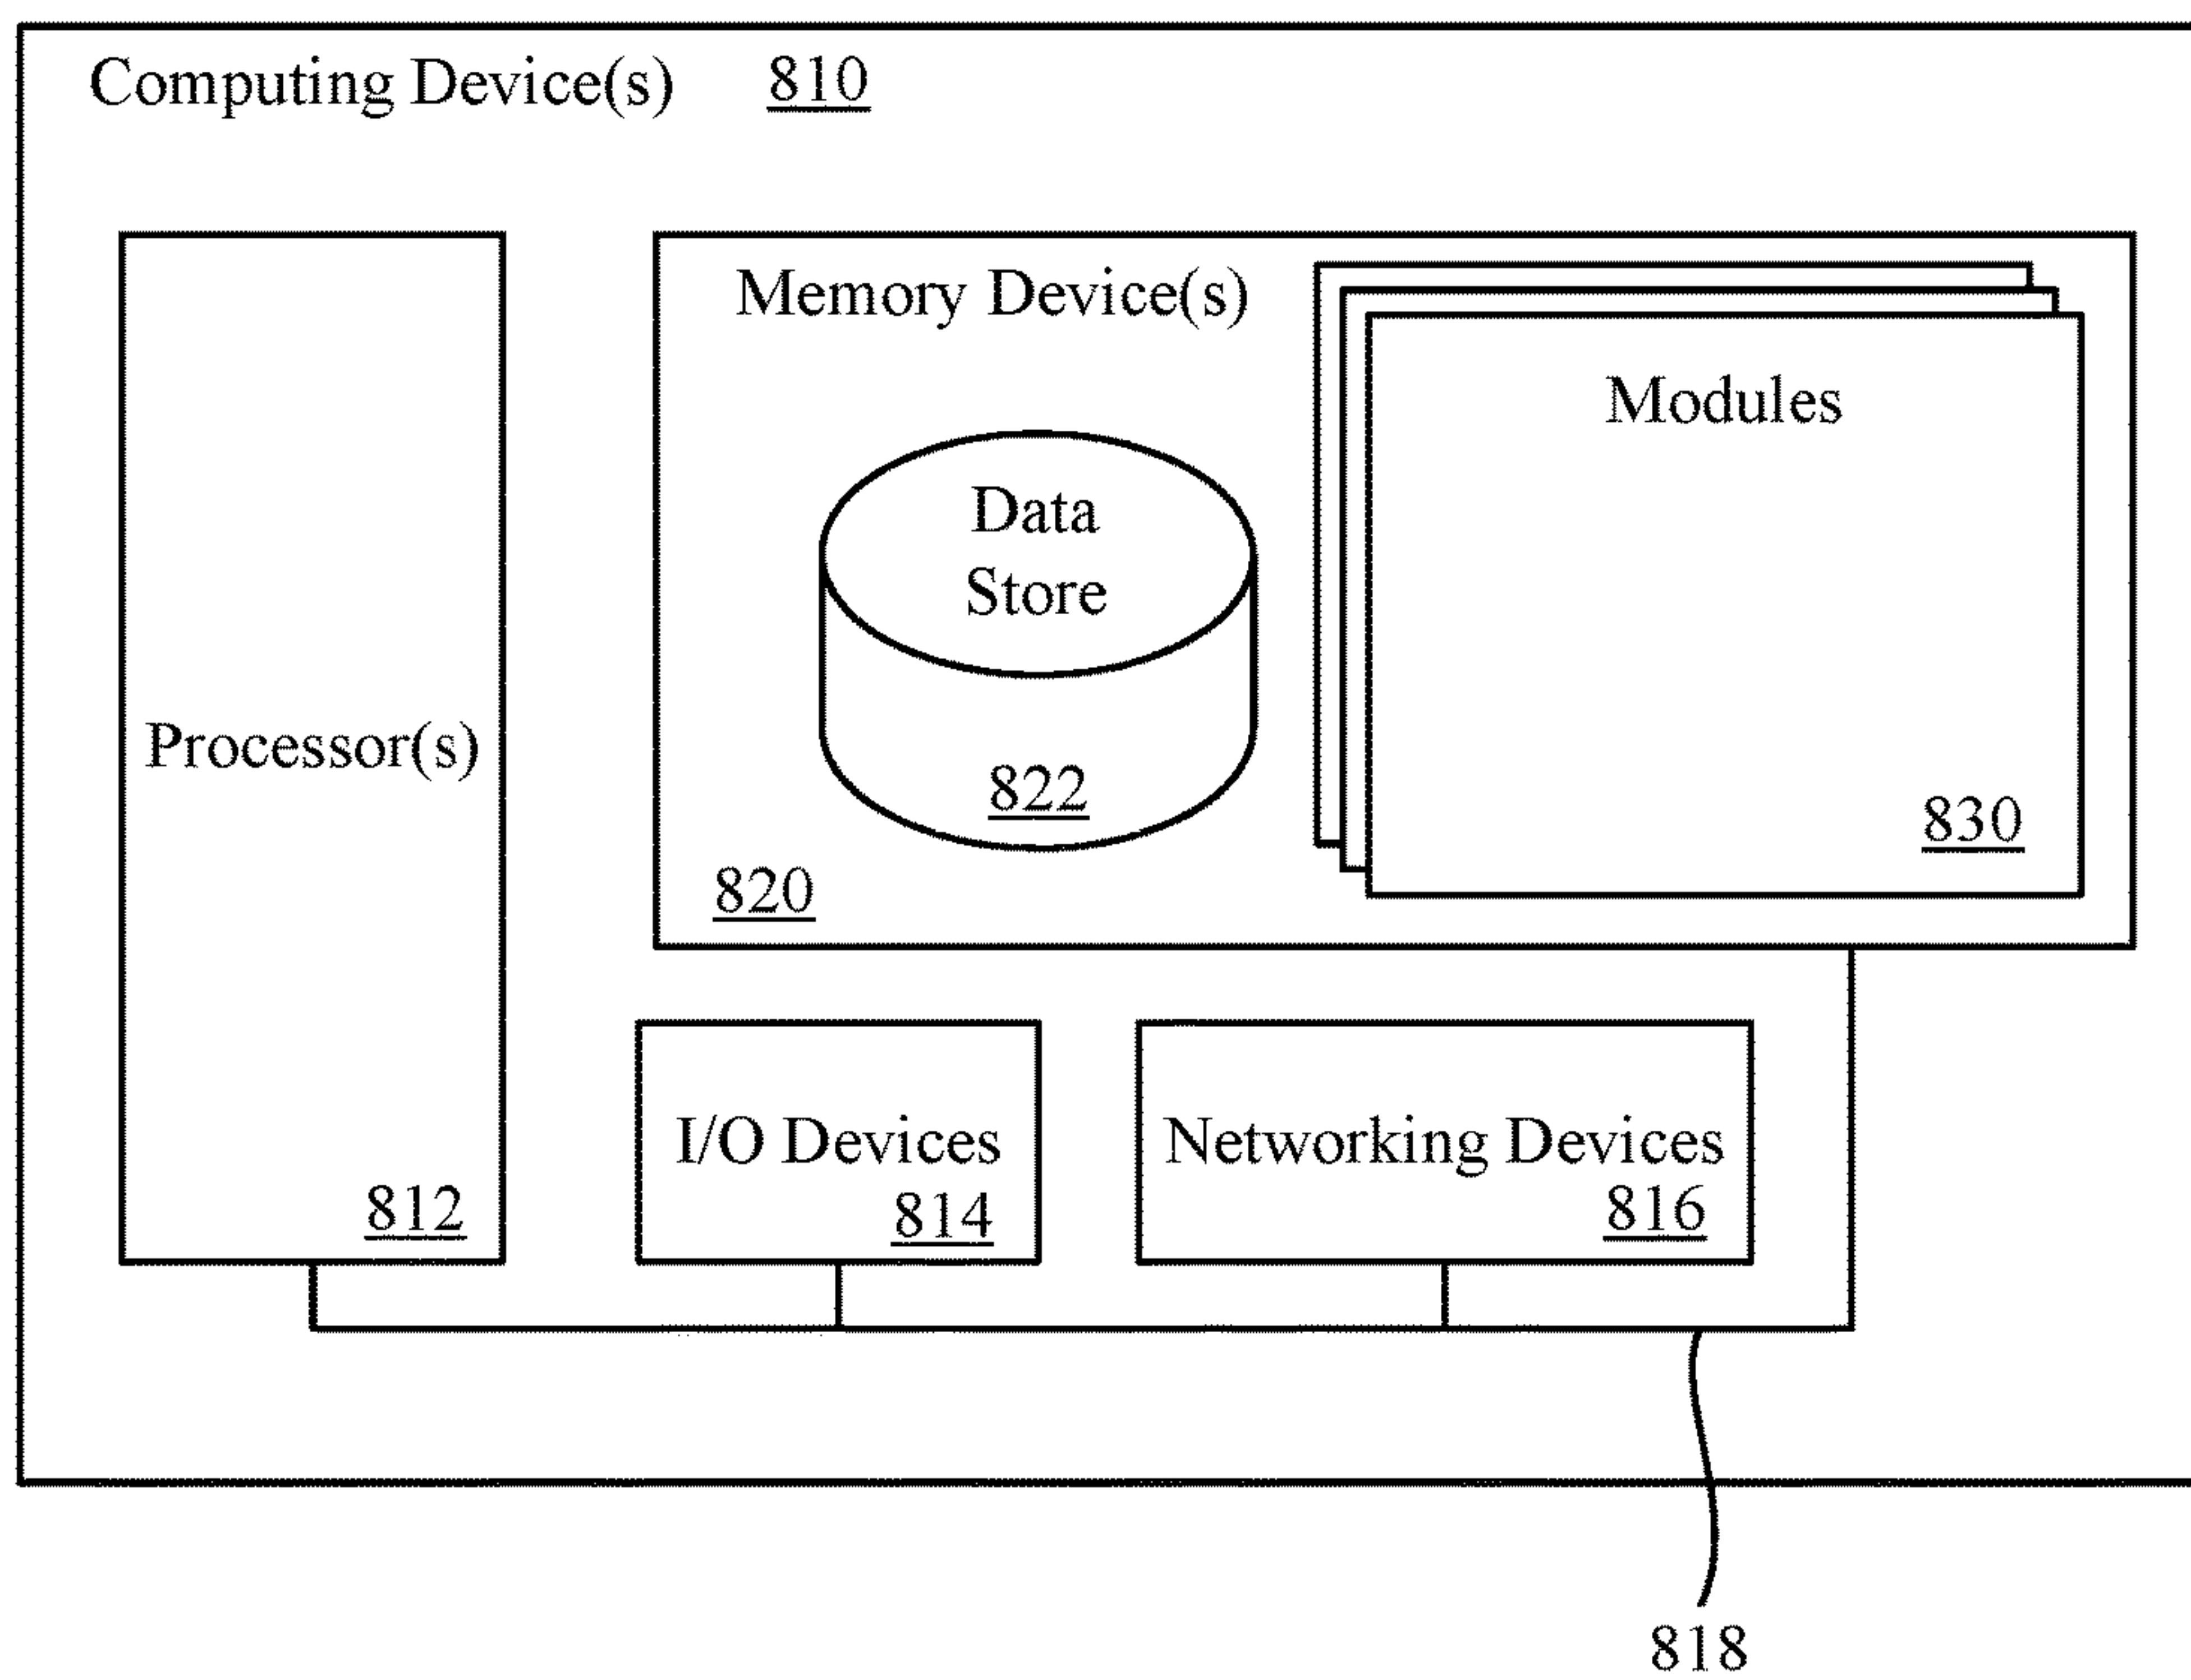 Computing Device(s) 810
Memory Device(s)
Modules
Data
Store
Processor(s)
822
830
820
I/O Devices
Networking Devices
812
814
816
818